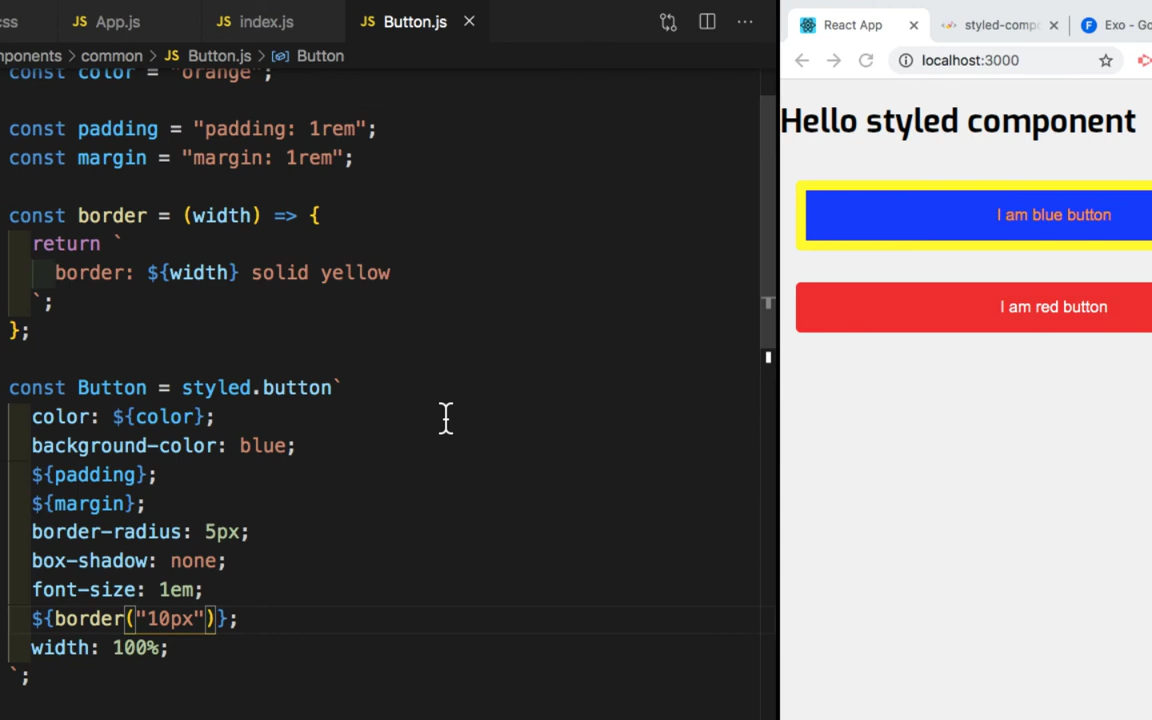 css
JS App.js
JS index.js
JS Button.js
ponents > common > JS Button.js > Button
const color = "orange";
const padding = "padding: 1rem";
const margin = "margin: 1rem";
const border = (width) => {
return `
border: ${width} solid yellow
`;
};
const Button = styled.button`
color: ${color};
background-color: blue;
${padding};
${margin};
border-radius: 5px;
box-shadow: none;
font-size: 1em;
${border("10px")};
width: 100%;
`;
React App
styled-comp
Exo - Go
localhost:3000
Hello styled component
I am blue button
I am red button